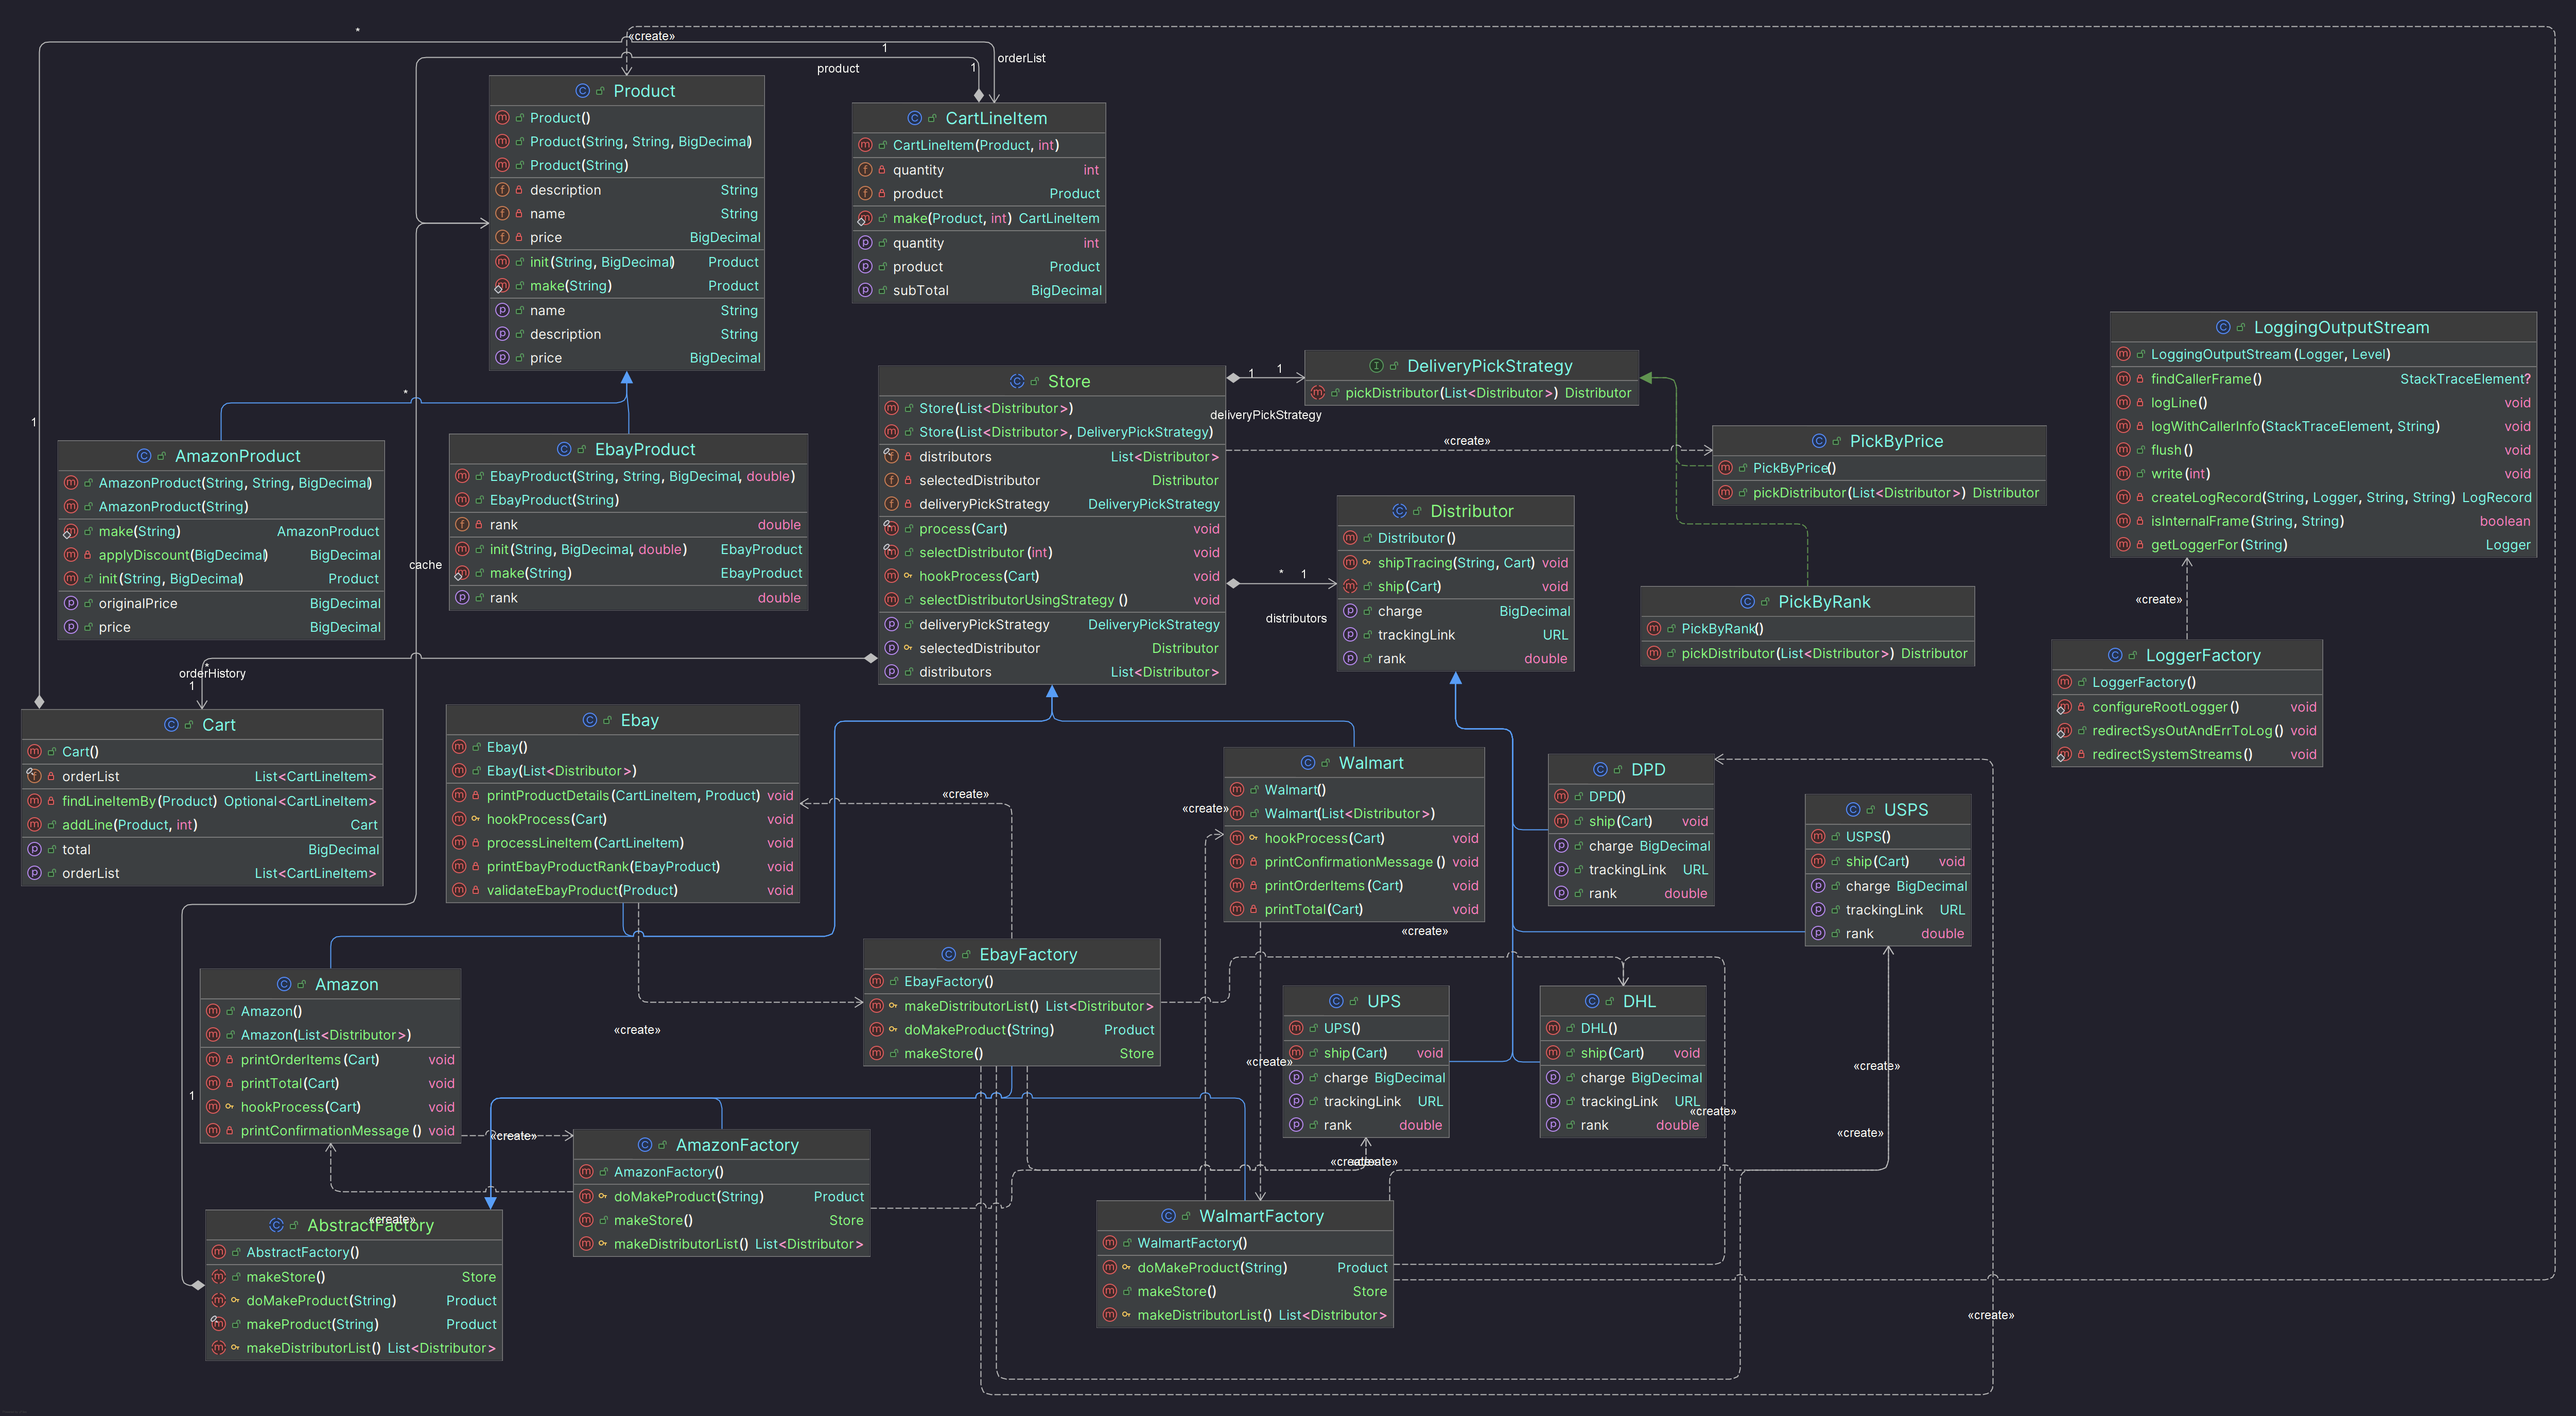 *
«create»
1
product
1
orderList
Product
Product()
Product(String, String, BigDecimal)
Product(String)
description String
name String
price BigDecimal
init(String, BigDecimal) Product
make(String) Product
name String
description String
price BigDecimal
CartLineItem
CartLineItem(Product, int)
quantity int
product Product
make(Product, int) CartLineItem
quantity int
product Product
subTotal BigDecimal
LoggingOutputStream
LoggingOutputStream (Logger, Level)
findCallerFrame() StackTraceElement?
logLine() void
logWithCallerInfo(StackTraceElement, String) void
flush() void
write(int) void
createLogRecord(String, Logger, String, String) LogRecord
isInternalFrame(String, String) boolean
getLoggerFor(String) Logger
Store
Store(List<Distributor>)
Store(List<Distributor>, DeliveryPickStrategy)
distributors List<Distributor>
selectedDistributor Distributor
deliveryPickStrategy DeliveryPickStrategy
process(Cart) void
selectDistributor (int) void
hookProcess(Cart) void
selectDistributorUsingStrategy () void
deliveryPickStrategy DeliveryPickStrategy
selectedDistributor Distributor
distributors List<Distributor>
1
1
deliveryPickStrategy
DeliveryPickStrategy
pickDistributor(List<Distributor>) Distributor
«create»
PickByPrice
PickByPrice()
pickDistributor(List<Distributor>) Distributor
*
1
AmazonProduct
AmazonProduct(String, String, BigDecimal)
AmazonProduct(String)
make(String) AmazonProduct
applyDiscount(BigDecimal) BigDecimal
init(String, BigDecimal) Product
originalPrice BigDecimal
price BigDecimal
EbayProduct
EbayProduct(String, String, BigDecimal, double)
EbayProduct(String)
rank double
init(String, BigDecimal, double) EbayProduct
make(String) EbayProduct
rank double
cache
Distributor
Distributor()
shipTracing(String, Cart) void
ship(Cart) void
charge BigDecimal
trackingLink URL
rank double
*
1
distributors
PickByRank
PickByRank()
pickDistributor(List<Distributor>) Distributor
«create»
LoggerFactory
LoggerFactory()
configureRootLogger () void
redirectSysOutAndErrToLog() void
redirectSystemStreams() void
*
orderHistory
1
Cart
Cart()
orderList List<CartLineItem>
findLineItemBy(Product) Optional<CartLineItem>
addLine(Product, int) Cart
total BigDecimal
orderList List<CartLineItem>
Ebay
Ebay()
Ebay(List<Distributor>)
printProductDetails(CartLineItem, Product) void
hookProcess(Cart) void
processLineItem(CartLineItem) void
printEbayProductRank(EbayProduct) void
validateEbayProduct(Product) void
«create»
«create»
Walmart
Walmart()
Walmart(List<Distributor>)
hookProcess(Cart) void
printConfirmationMessage () void
printOrderItems (Cart) void
printTotal(Cart) void
DPD
DPD()
ship(Cart) void
charge BigDecimal
trackingLink URL
rank double
USPS
USPS()
ship(Cart) void
charge BigDecimal
trackingLink URL
rank double
«create»
Amazon
Amazon()
Amazon(List<Distributor>)
printOrderItems (Cart) void
printTotal(Cart) void
hookProcess(Cart) void
printConfirmationMessage () void
1
EbayFactory
EbayFactory()
makeDistributorList() List<Distributor>
doMakeProduct(String) Product
makeStore() Store
«create»
«create»
UPS
UPS()
ship(Cart) void
charge BigDecimal
trackingLink URL
rank double
DHL
DHL()
ship(Cart) void
charge BigDecimal
trackingLink URL
rank double
«create»
«create»
«create»
«create»
«create»
«create»
«create»
AmazonFactory
AmazonFactory()
doMakeProduct(String) Product
makeStore() Store
makeDistributorList() List<Distributor>
«create»
AbstractFactory
AbstractFactory()
makeStore() Store
doMakeProduct(String) Product
makeProduct(String) Product
makeDistributorList() List<Distributor>
WalmartFactory
WalmartFactory()
doMakeProduct(String) Product
makeStore() Store
makeDistributorList() List<Distributor>
«create»